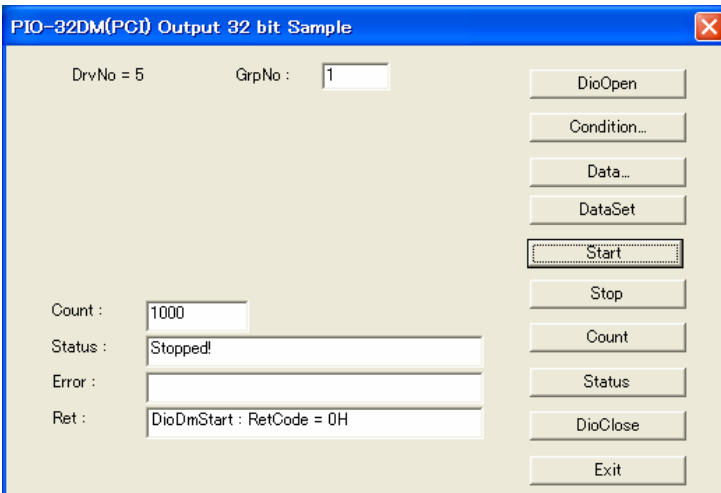 PIO-32DM(PCI) Output 32 bit Sample
DrvNo = 5
GrpNo :
1
DioOpen
Condition...
Data...
DataSet
Start
Stop
Count :
1000
Count
Status :
Stopped!
Status
Error :
Ret :
DioDmStart : RetCode = 0H
DioClose
Exit